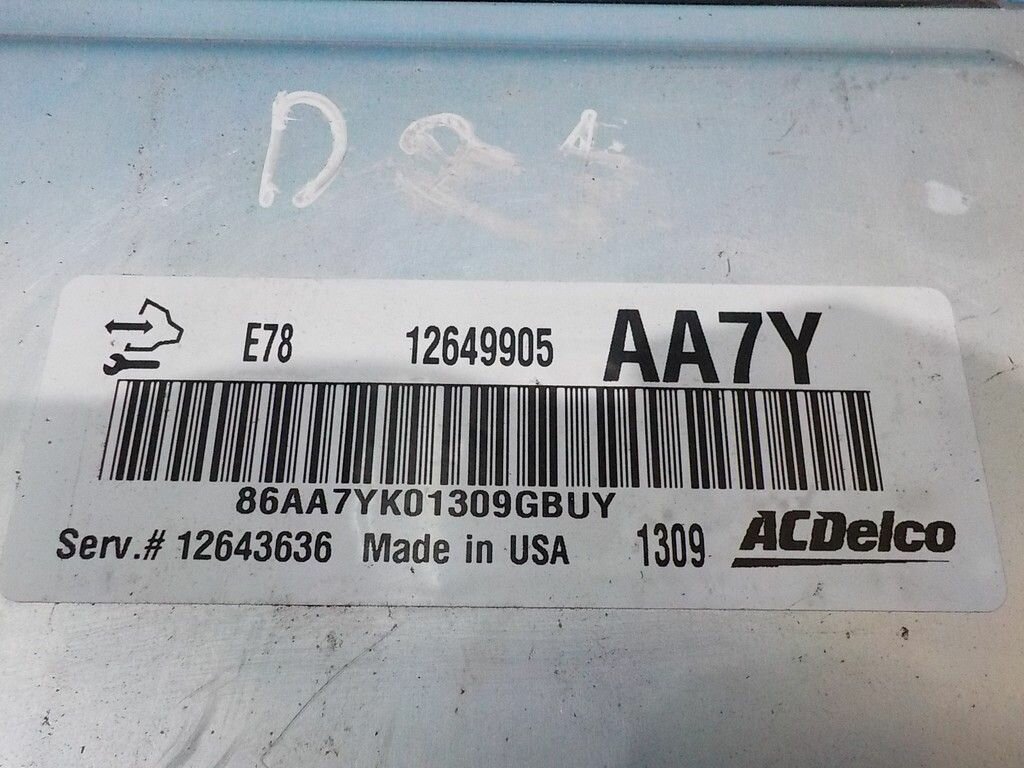 D
E78 12649905 AA7Y
86AA7YK01309GBUY
Serv.# 12643636 Made in USA 1309 ACDelco